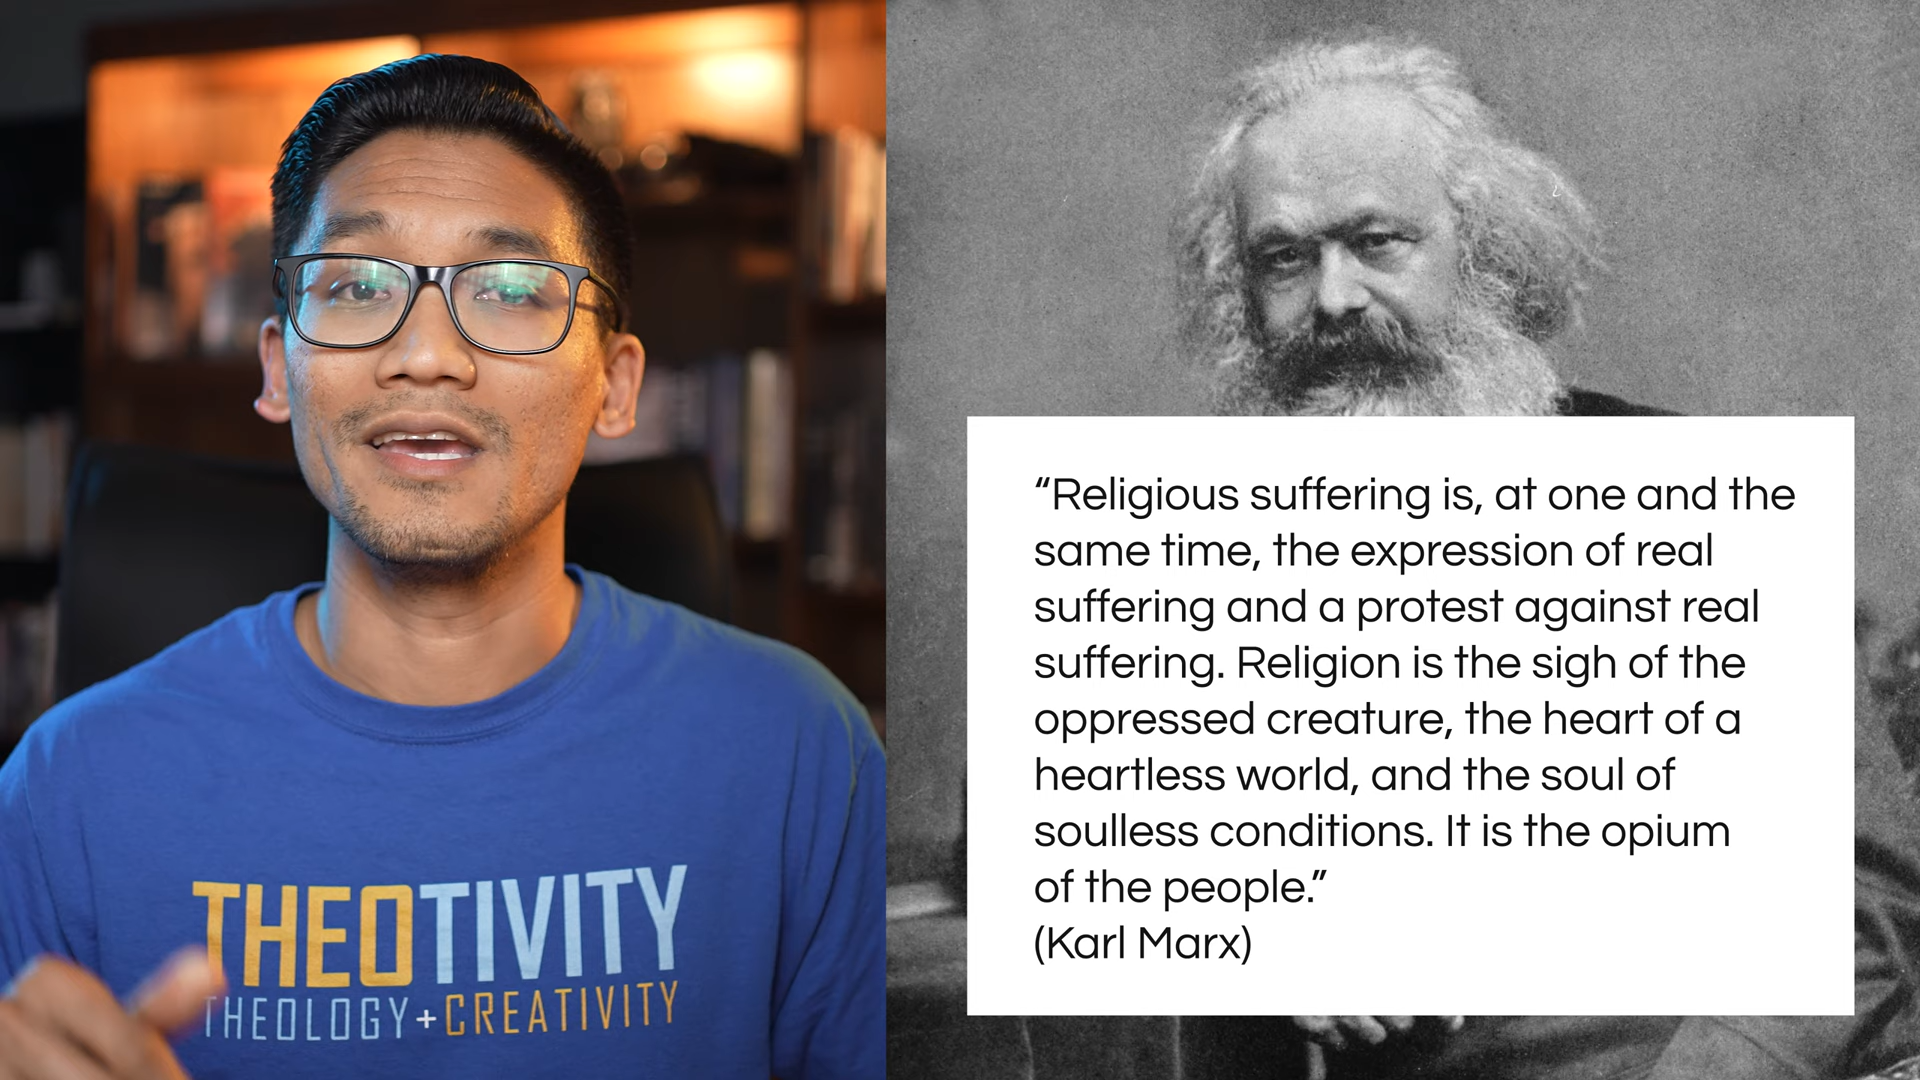 THEOTIVITY
THEOLOGY+CREATIVITY
“Religious suffering is, at one and the
same time, the expression of real
suffering and a protest against real
suffering. Religion is the sigh of the
oppressed creature, the heart of a
heartless world, and the soul of
soulless conditions. It is the opium
of the people.”
(Karl Marx)